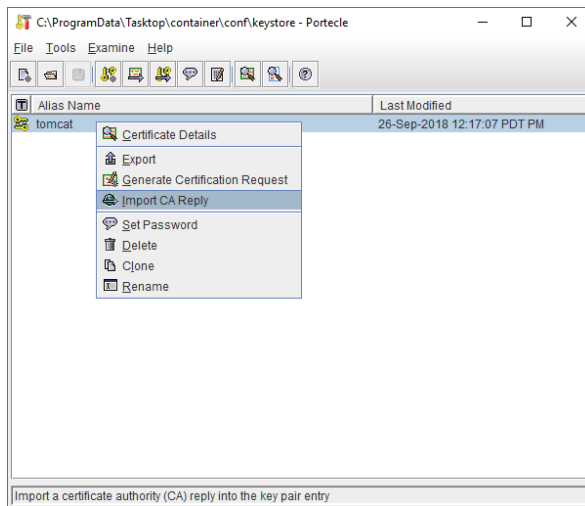 C:\ProgramData\Tasktop\container\conf\keystore - Portecle
File Tools Examine Help
Alias Name Last Modified
tomcat 26-Sep-2018 12:17:07 PDT PM
Certificate Details
Export
Generate Certification Request
Import CA Reply
Set Password
Delete
Clone
Rename
Import a certificate authority (CA) reply into the key pair entry